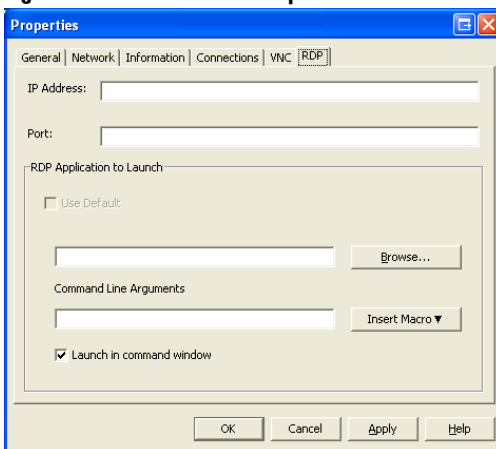 Properties
General Network Information Connections VNC RDP
IP Address:
Port:
RDP Application to Launch
Use Default
Browse...
Command Line Arguments
Insert Macro ▼
Launch in command window
OK Cancel Apply Help